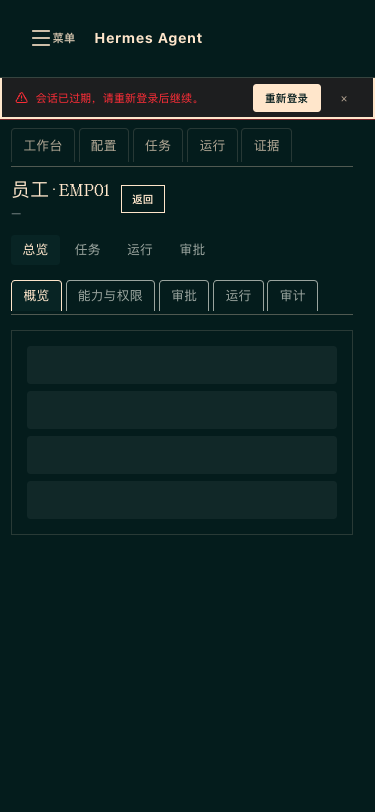 菜单 Hermes Agent
会话已过期，请重新登录后继续。 重新登录 ×
工作台 配置 任务 运行 证据
员工 · EMP01 返回
—
总览 任务 运行 审批
概览 能力与权限 审批 运行 审计